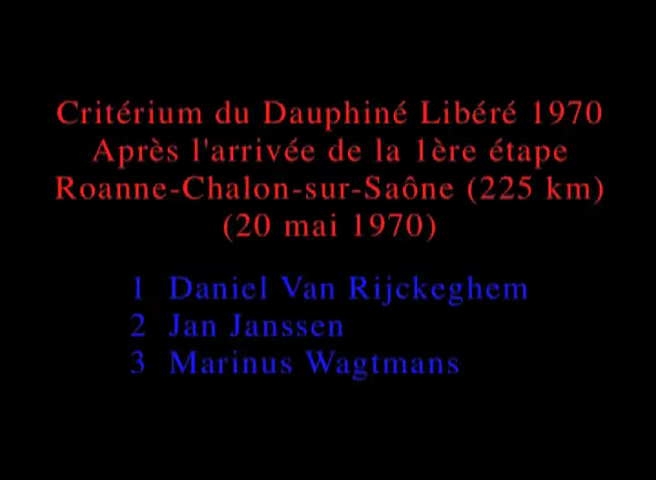 Critérium du Dauphiné Libéré 1970
Après l'arrivée de la 1ère étape
Roanne-Chalon-sur-Saône (225 km)
(20 mai 1970)
1 Daniel Van Rijckeghem
2 Jan Janssen
3 Marinus Wagtmans